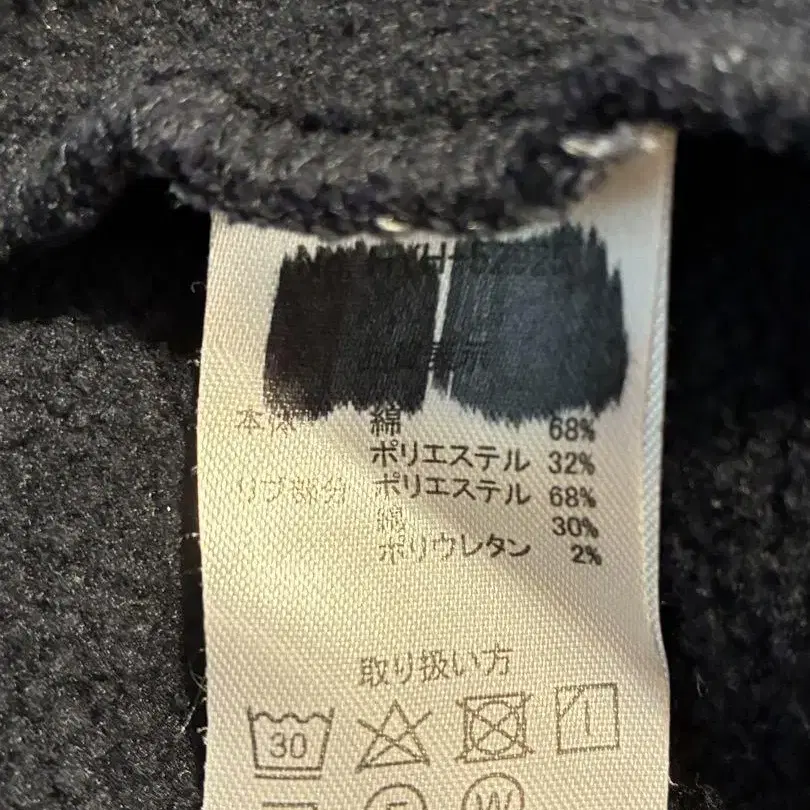 本体 綿 68%
ポリエステル 32%
リブ部分 ポリエステル 68%
綿 30%
ポリウレタン 2%
取り扱い方
30
W